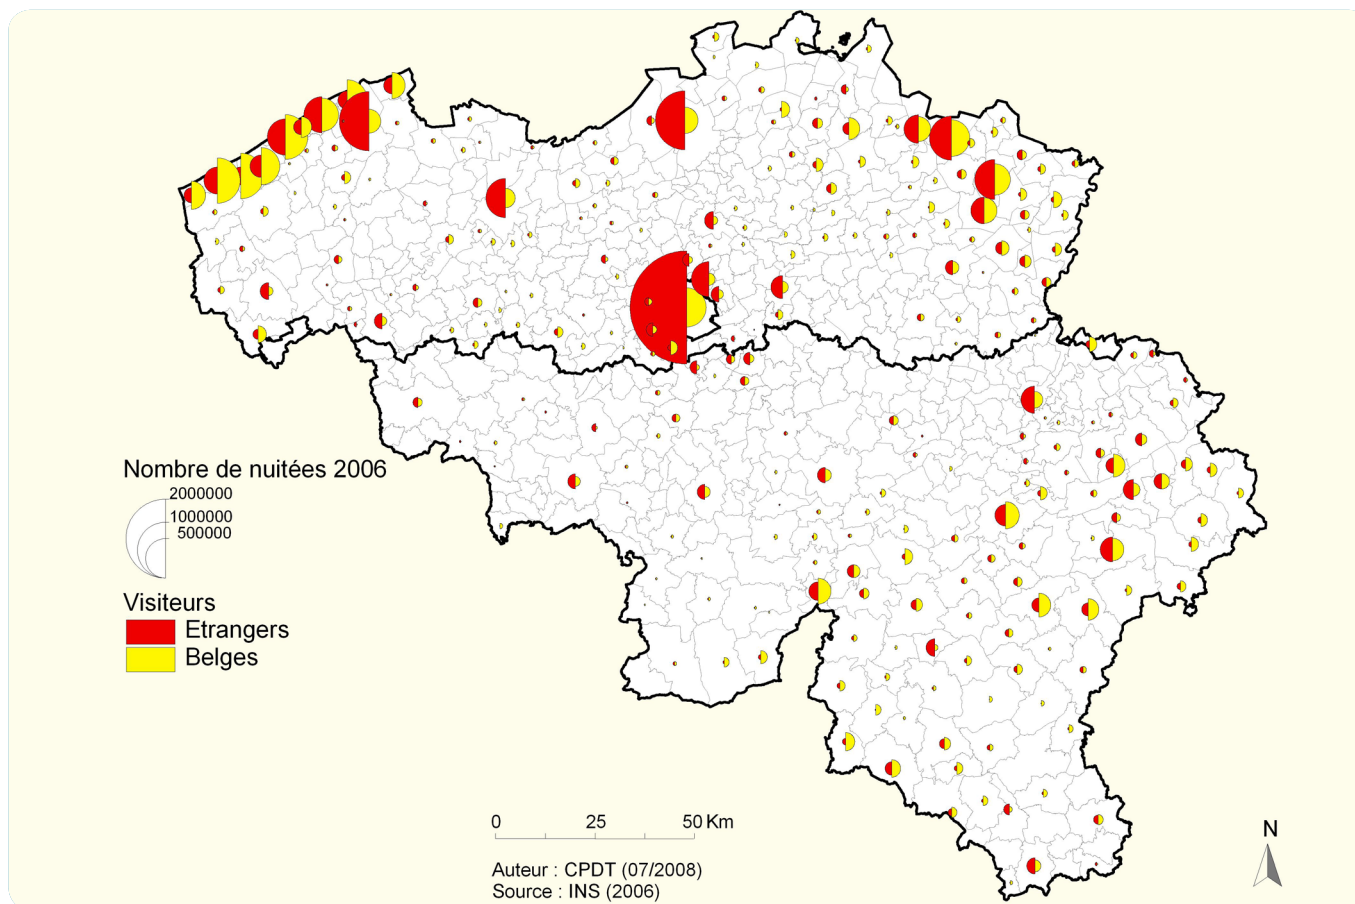 Nombre de nuitées 2006
2000000
1000000
500000
Visiteurs
Etrangers
Belges
0 25 50 Km
Auteur : CPDT (07/2008)
Source : INS (2006)
N